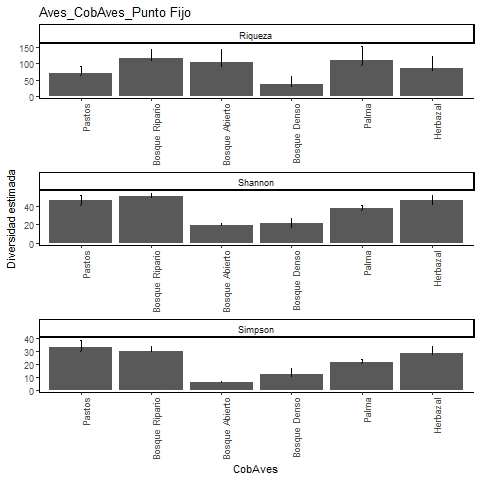 Aves_CobAves_Punto Fijo
Riqueza
150
100
50
0
Pastos
Bosque Ripario
Bosque Abierto
Bosque Denso
Palma
Herbazal
Diversidad estimada
Shannon
40
20
0
Pastos
Bosque Ripario
Bosque Abierto
Bosque Denso
Palma
Herbazal
Simpson
40
30
20
10
0
Pastos
Bosque Ripario
Bosque Abierto
Bosque Denso
Palma
Herbazal
CobAves